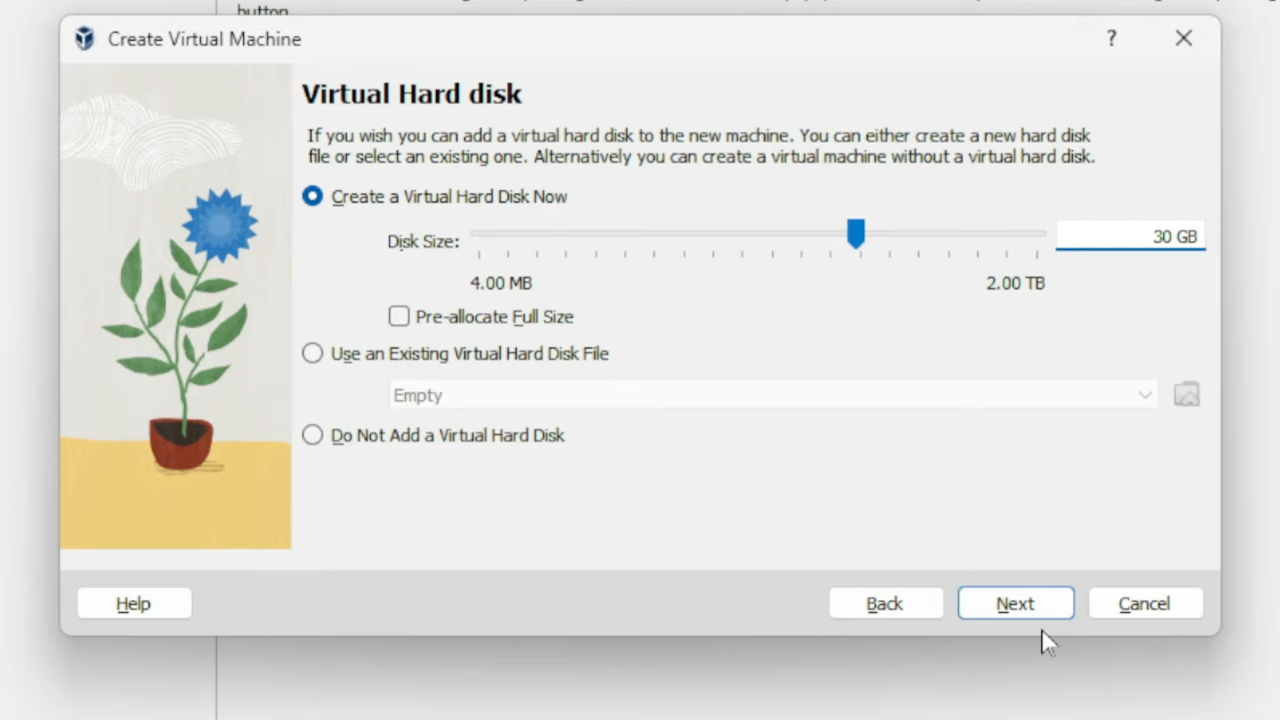 button
Create Virtual Machine
?
Virtual Hard disk
If you wish you can add a virtual hard disk to the new machine. You can either create a new hard disk
file or select an existing one. Alternatively you can create a virtual machine without a virtual hard disk.
Create a Virtual Hard Disk Now
Disk Size:
30 GB
4.00 MB
2.00 TB
Pre-allocate Full Size
Use an Existing Virtual Hard Disk File
Empty
Do Not Add a Virtual Hard Disk
Help
Back
Next
Cancel